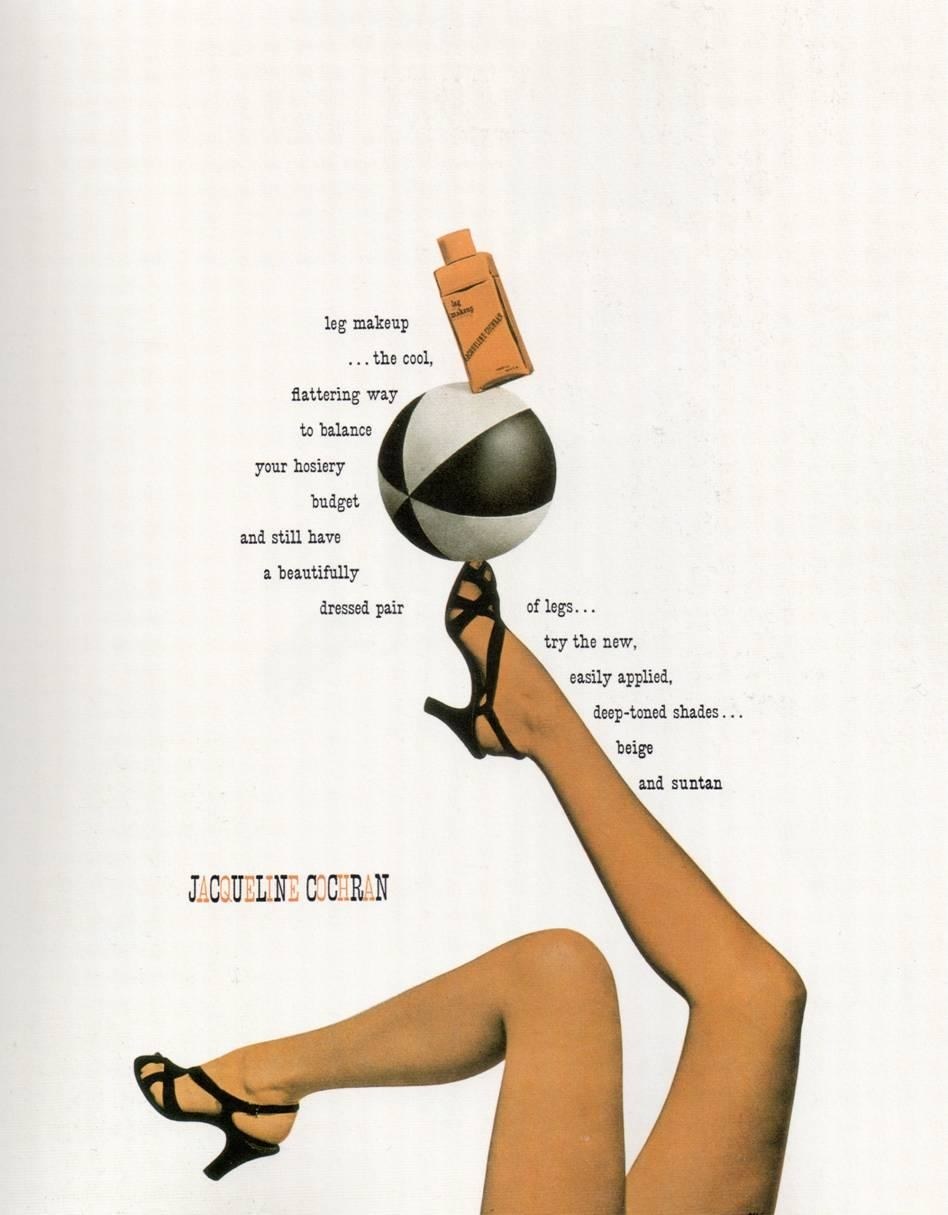 leg
makeup
JACQUELINE COCHRAN
leg makeup
...the cool,
flattering way
to balance
your hosiery
budget
and still have
a beautifully
dressed pair
of legs...
try the new,
easily applied,
deep-toned shades...
beige
and suntan
JACQUELINE COCHRAN